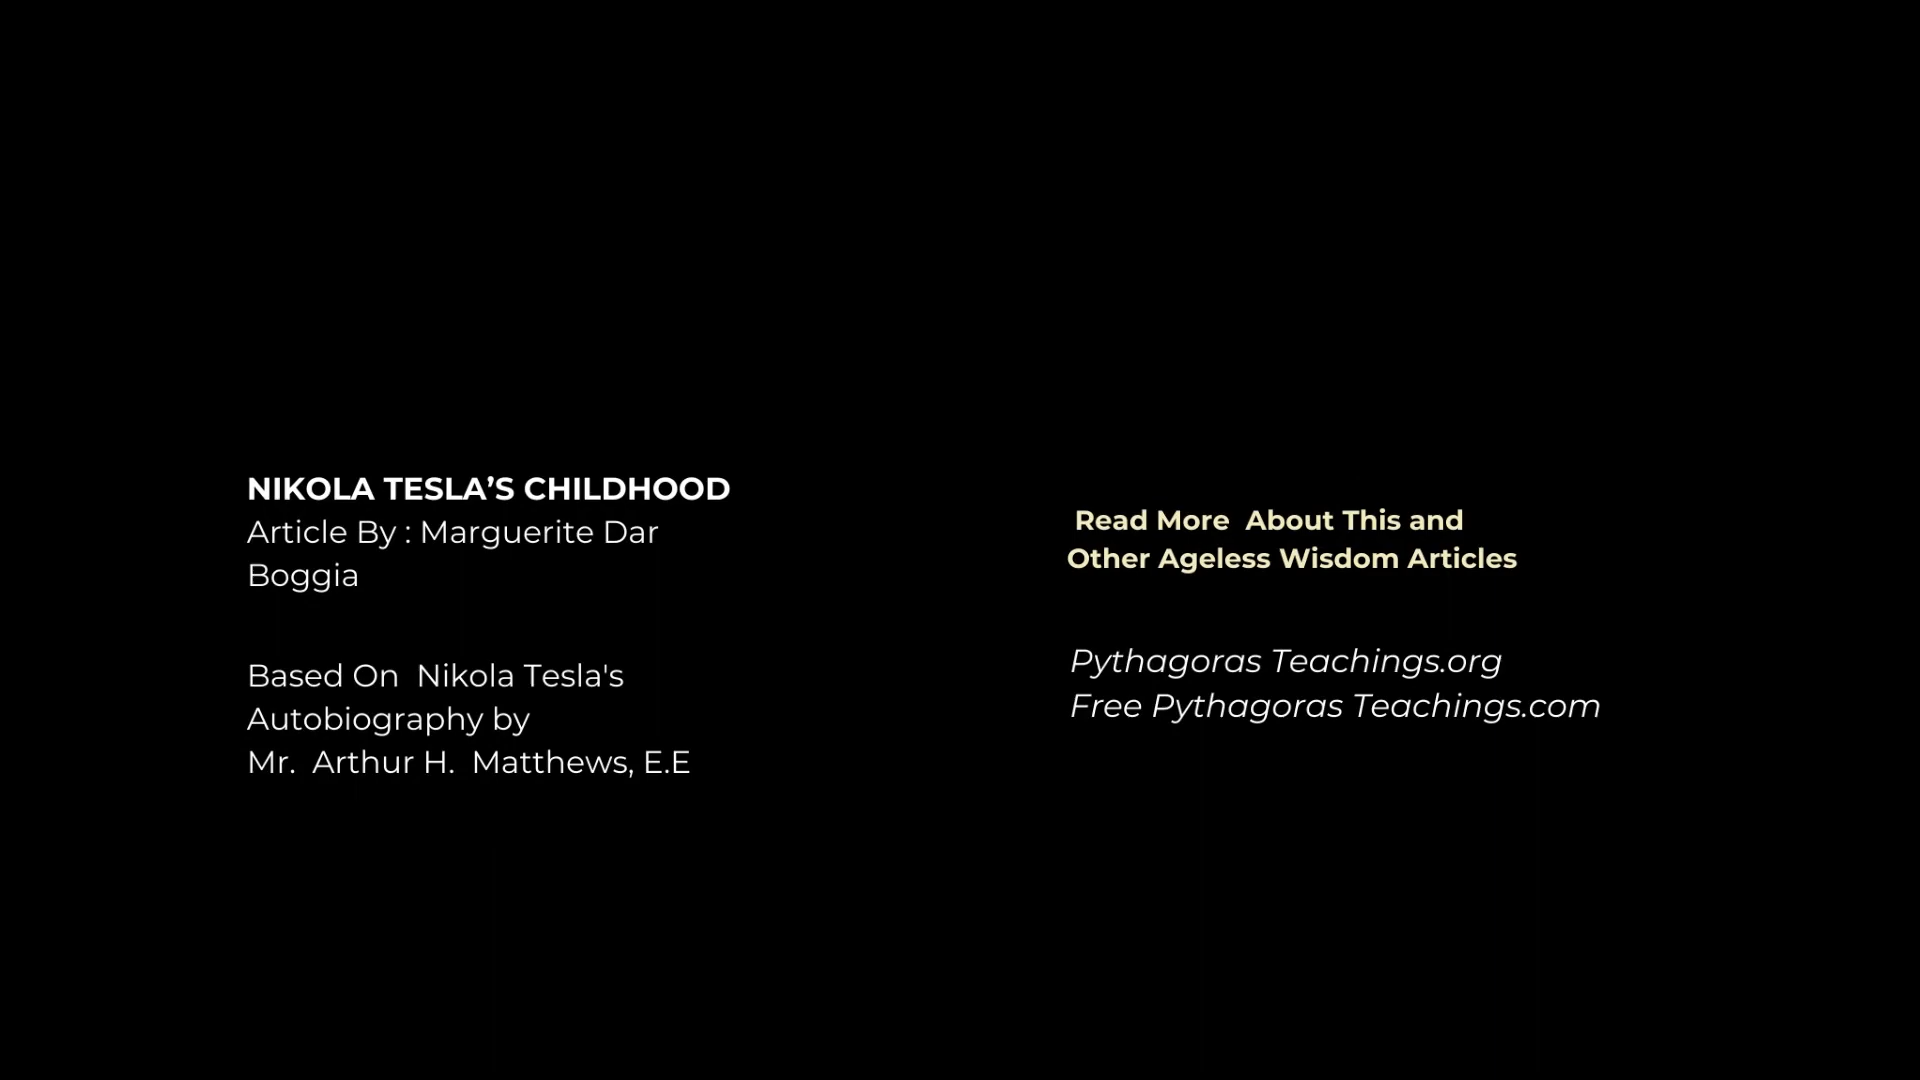 NIKOLA TESLA’S CHILDHOOD
Article By : Marguerite Dar
Boggia
Based On  Nikola Tesla's
Autobiography by
Mr.  Arthur H.  Matthews, E.E
Read More  About This and
Other Ageless Wisdom Articles
Pythagoras Teachings.org
Free Pythagoras Teachings.com